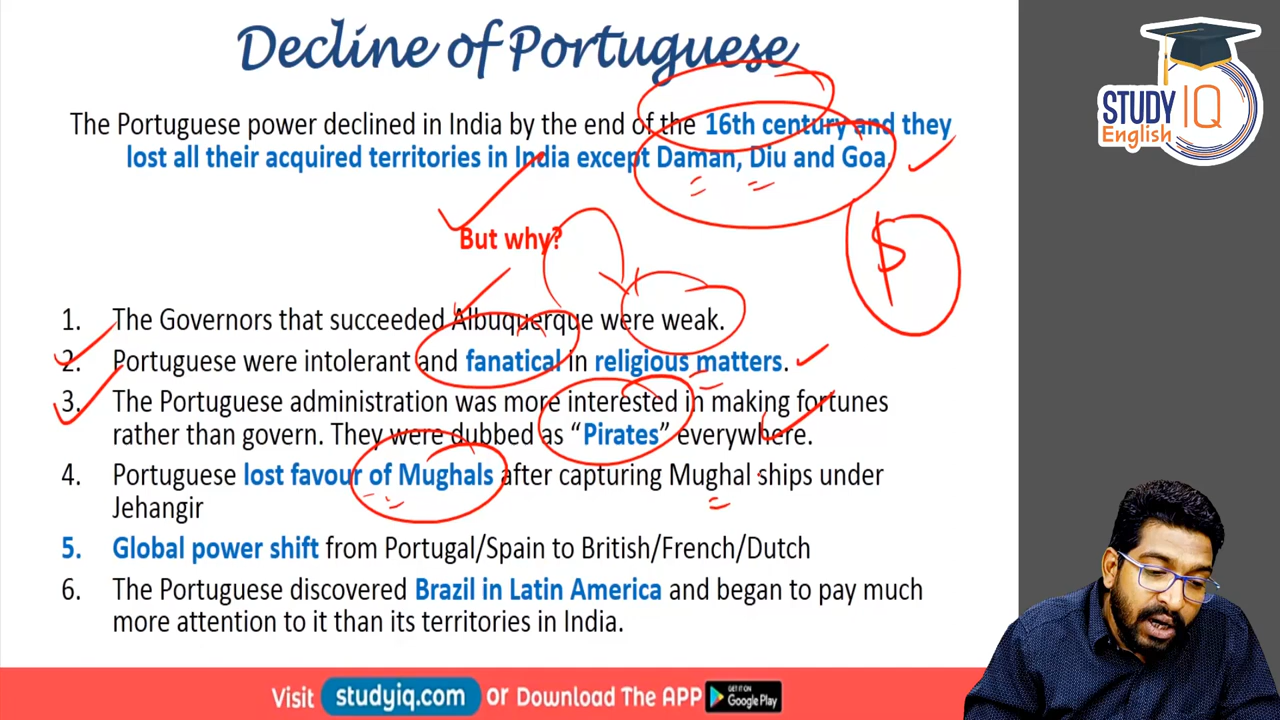 Decline of Portuguese
The Portuguese power declined in India by the end of the 16th century and they
lost all their acquired territories in India except Daman, Diu and Goa.
STUDY IQ
English
But why?
1. The Governors that succeeded Albuquerque were weak.
2. Portuguese were intolerant and fanatical in religious matters.
3. The Portuguese administration was more interested in making fortunes
rather than govern. They were dubbed as “Pirates” everywhere.
4. Portuguese lost favour of Mughals after capturing Mughal ships under
Jehangir
5. Global power shift from Portugal/Spain to British/French/Dutch
6. The Portuguese discovered Brazil in Latin America and began to pay much
more attention to it than its territories in India.
Visit studyiq.com or Download The APP GET IT ON Google Play